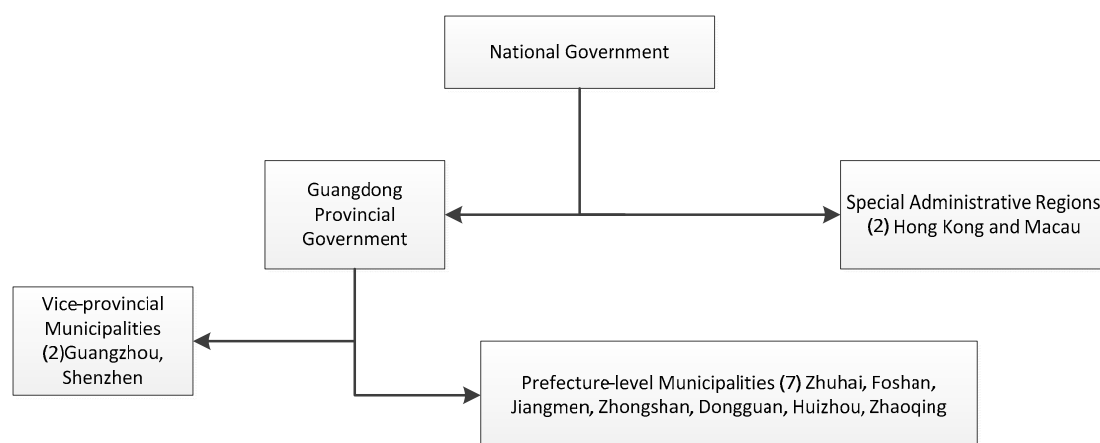 National Government
Guangdong
Provincial
Government
Special Administrative Regions
(2) Hong Kong and Macau
Vice-provincial
Municipalities
(2)Guangzhou,
Shenzhen
Prefecture-level Municipalities (7) Zhuhai, Foshan,
Jiangmen, Zhongshan, Dongguan, Huizhou, Zhaoqing